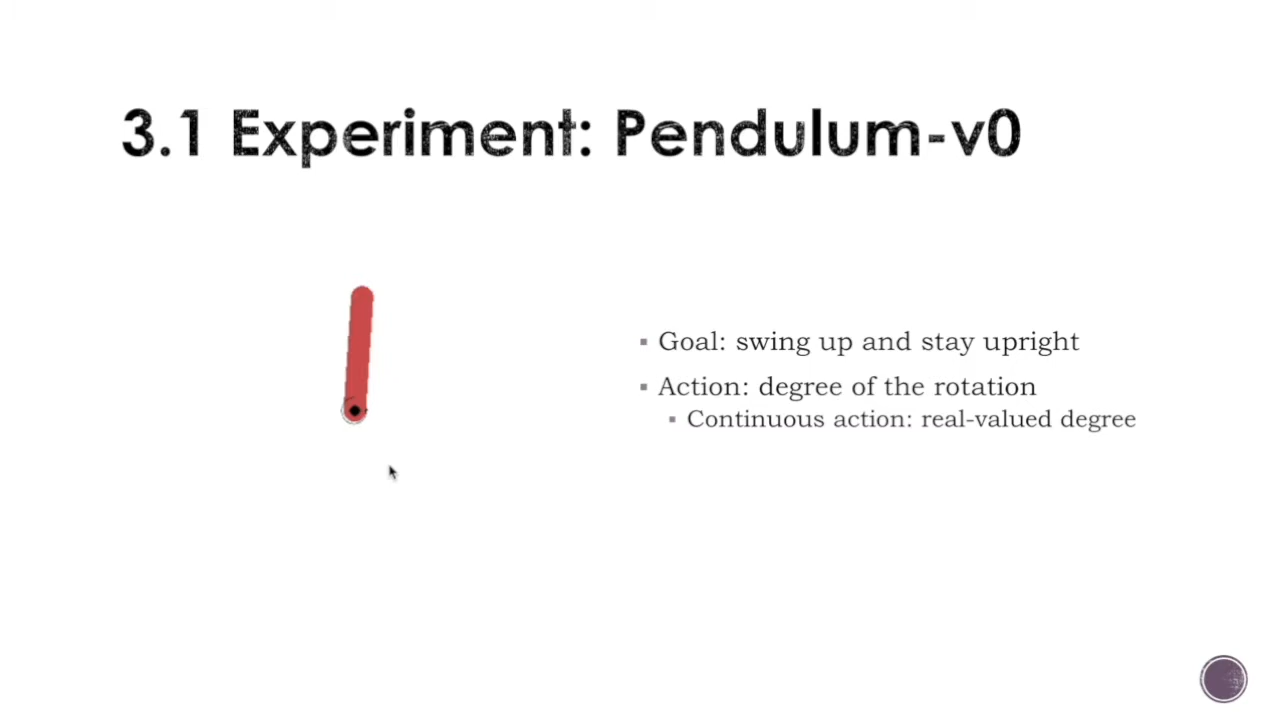 3.1 Experiment: Pendulum-v0
Goal: swing up and stay upright
Action: degree of the rotation
Continuous action: real-valued degree